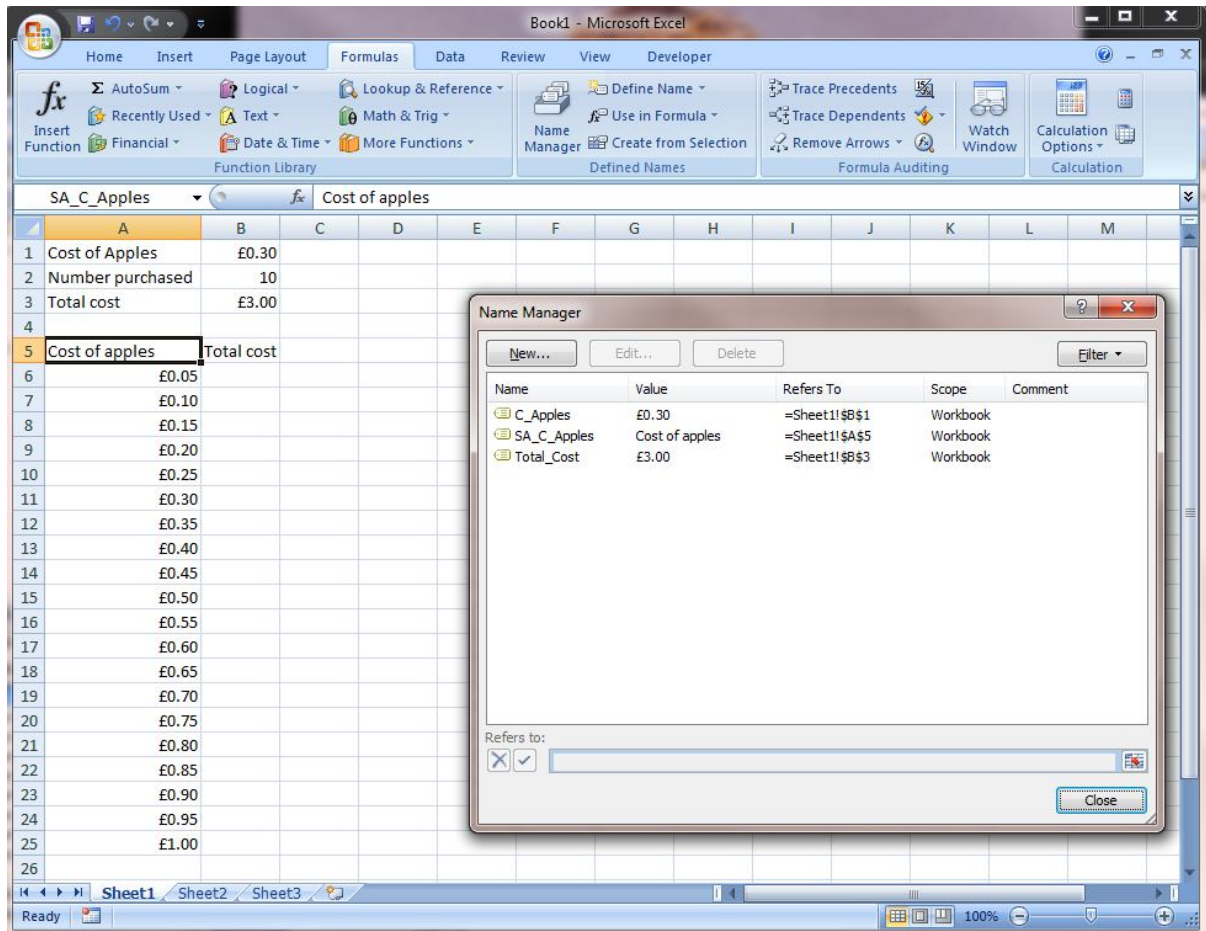 Book1 - Microsoft Excel
Home Insert Page Layout Formulas Data Review View Developer
fx Insert Function
Σ AutoSum
Recently Used
Financial
Logical
Text
Date & Time
Lookup & Reference
Math & Trig
More Functions
Function Library
Name Manager
Define Name
Use in Formula
Create from Selection
Defined Names
Trace Precedents
Trace Dependents
Remove Arrows
Watch Window
Formula Auditing
Calculation Options
Calculation
SA_C_Apples fx Cost of apples
A B C D E F G H I J K L M
1 Cost of Apples £0.30
2 Number purchased 10
3 Total cost £3.00
4
5 Cost of apples Total cost
6 £0.05
7 £0.10
8 £0.15
9 £0.20
10 £0.25
11 £0.30
12 £0.35
13 £0.40
14 £0.45
15 £0.50
16 £0.55
17 £0.60
18 £0.65
19 £0.70
20 £0.75
21 £0.80
22 £0.85
23 £0.90
24 £0.95
25 £1.00
26
Name Manager
New... Edit... Delete Filter
Name Value Refers To Scope Comment
C_Apples £0.30 =Sheet1!$B$1 Workbook
SA_C_Apples Cost of apples =Sheet1!$A$5 Workbook
Total_Cost £3.00 =Sheet1!$B$3 Workbook
Refers to:
Close
Sheet1 Sheet2 Sheet3
Ready 100%